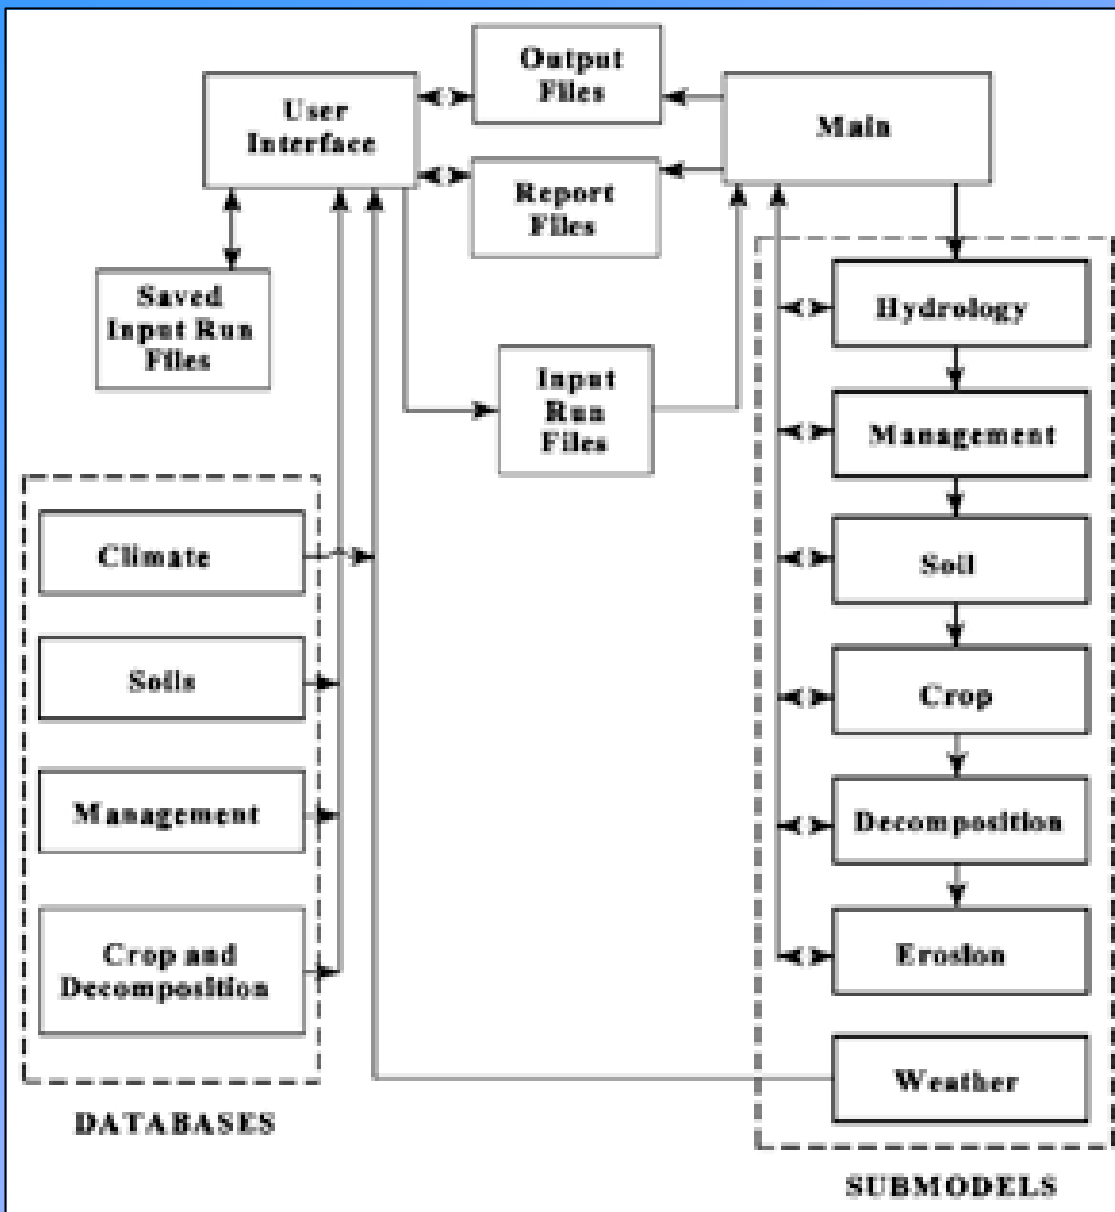 Output
Files
User
Interface
Main
Report
Files
Saved
Input Run
Files
Input
Run
Files
Hydrology
Management
Soil
Crop
Decomposition
Erosion
Weather
SUBMODELS
Climate
Soils
Management
Crop and
Decomposition
DATABASES